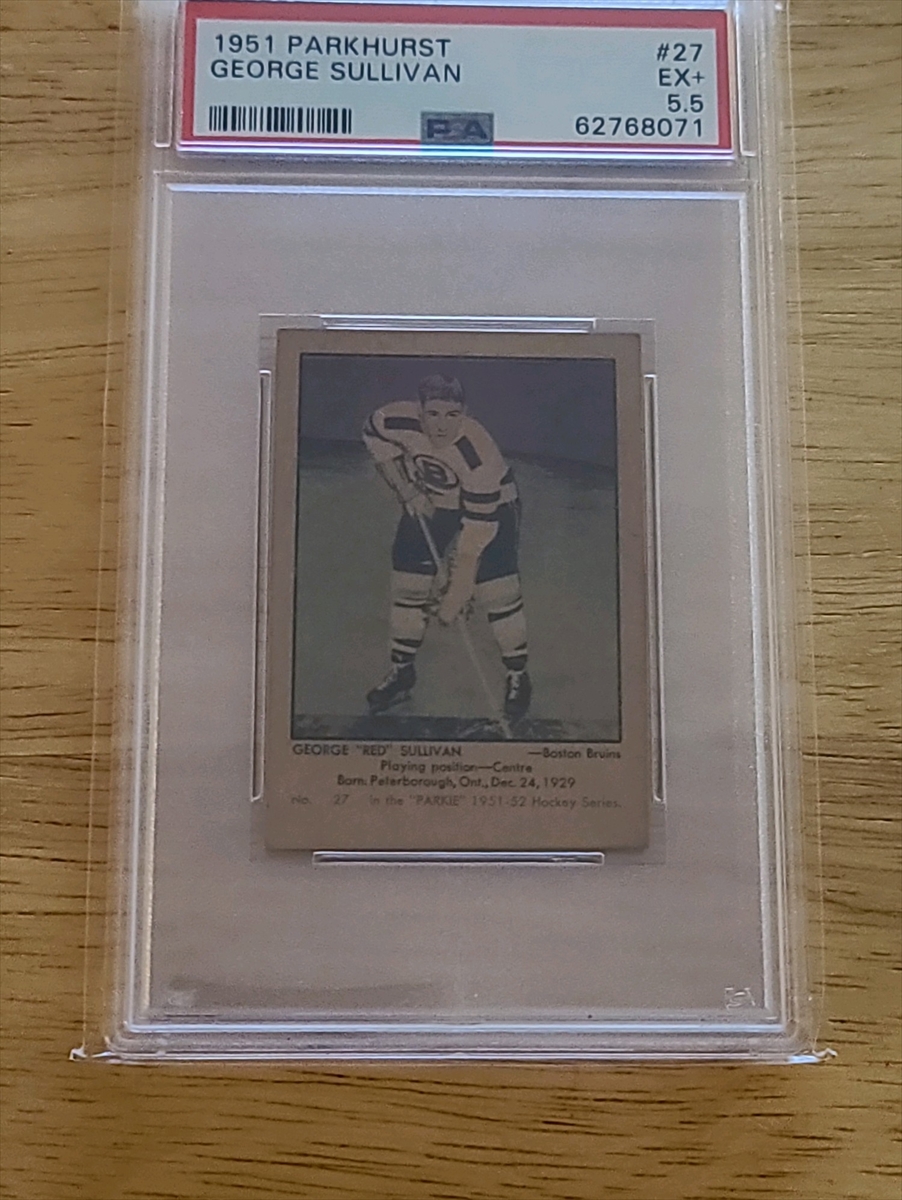 1951 PARKHURST #27
GEORGE SULLIVAN EX+
5.5
PSA 62768071
B
GEORGE "RED" SULLIVAN —Boston Bruins
Playing position—Centre
Born: Peterborough, Ont., Dec. 24, 1929
No. 27 in the "PARKIE" 1951-52 Hockey Series.